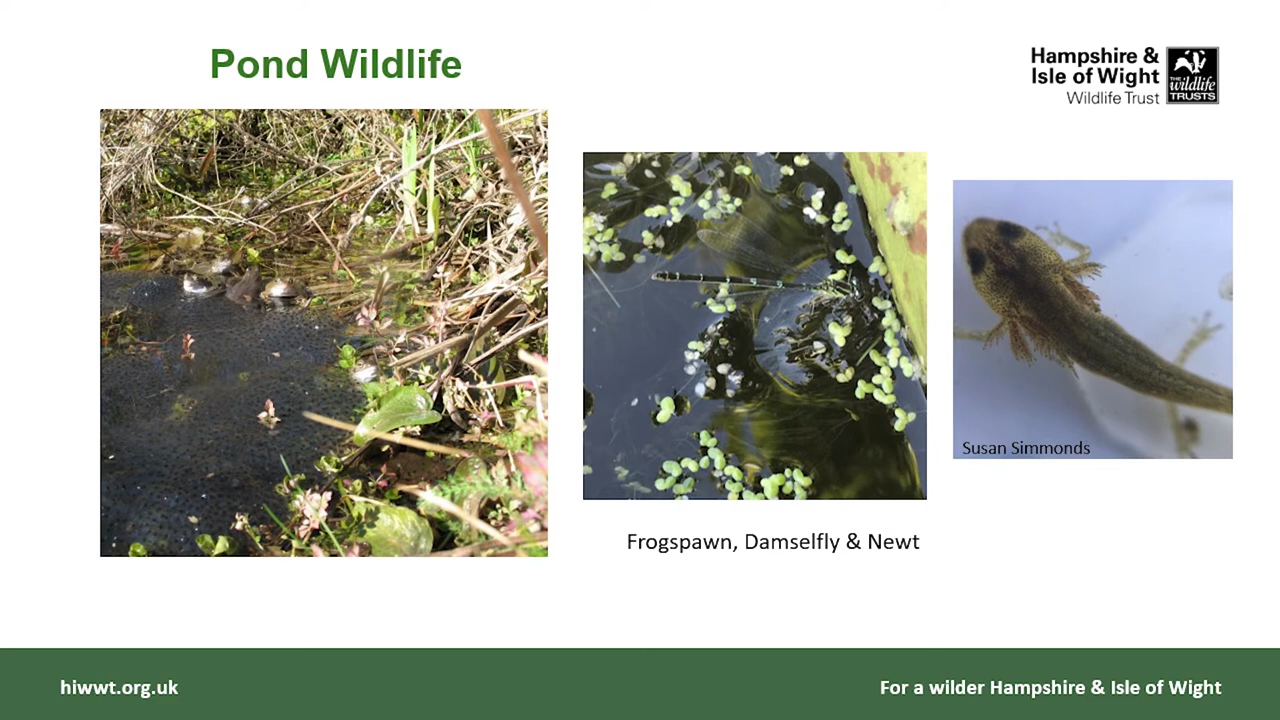 Pond Wildlife
Hampshire &
Isle of Wight
Wildlife Trust
THE
wildlife
TRUSTS
Susan Simmonds
Frogspawn, Damselfly & Newt
hiwwt.org.uk
For a wilder Hampshire & Isle of Wight